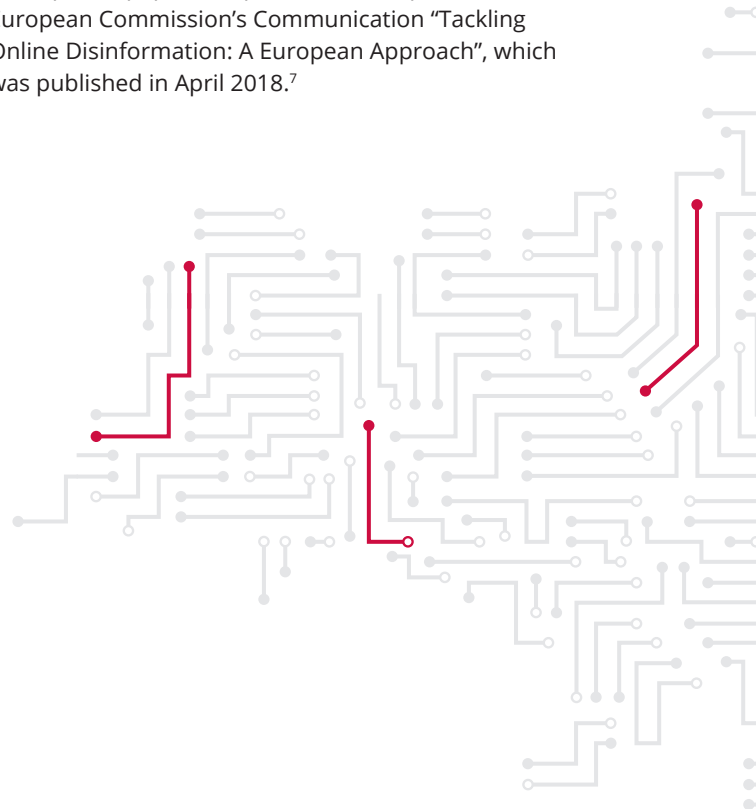 uropean Commission’s Communication “Tackling
Online Disinformation: A European Approach”, which
was published in April 2018.7